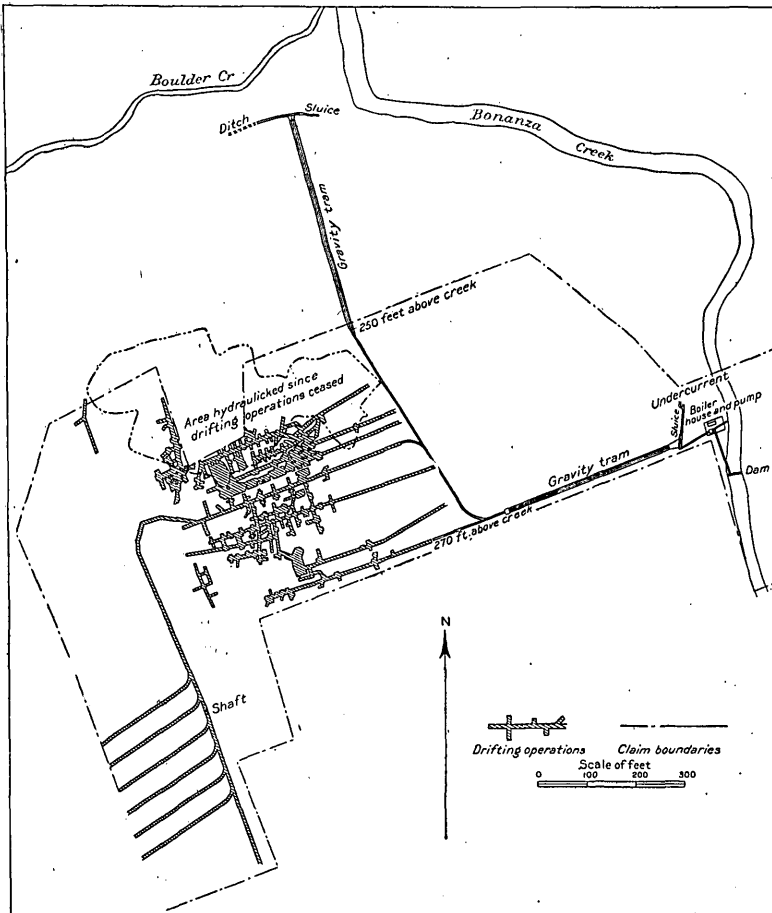 Boulder Cr
Ditch
Sluice
Bonanza
Creek
Gravity tram
250 feet above creek
Area hydraulicked since
drifting operations ceased
Undercurrent
Boiler
house and pump
Sluice
Dam
Gravity tram
270 ft. above creek
N
Shaft
Drifting operations
Claim boundaries
Scale of feet
0 100 200 300